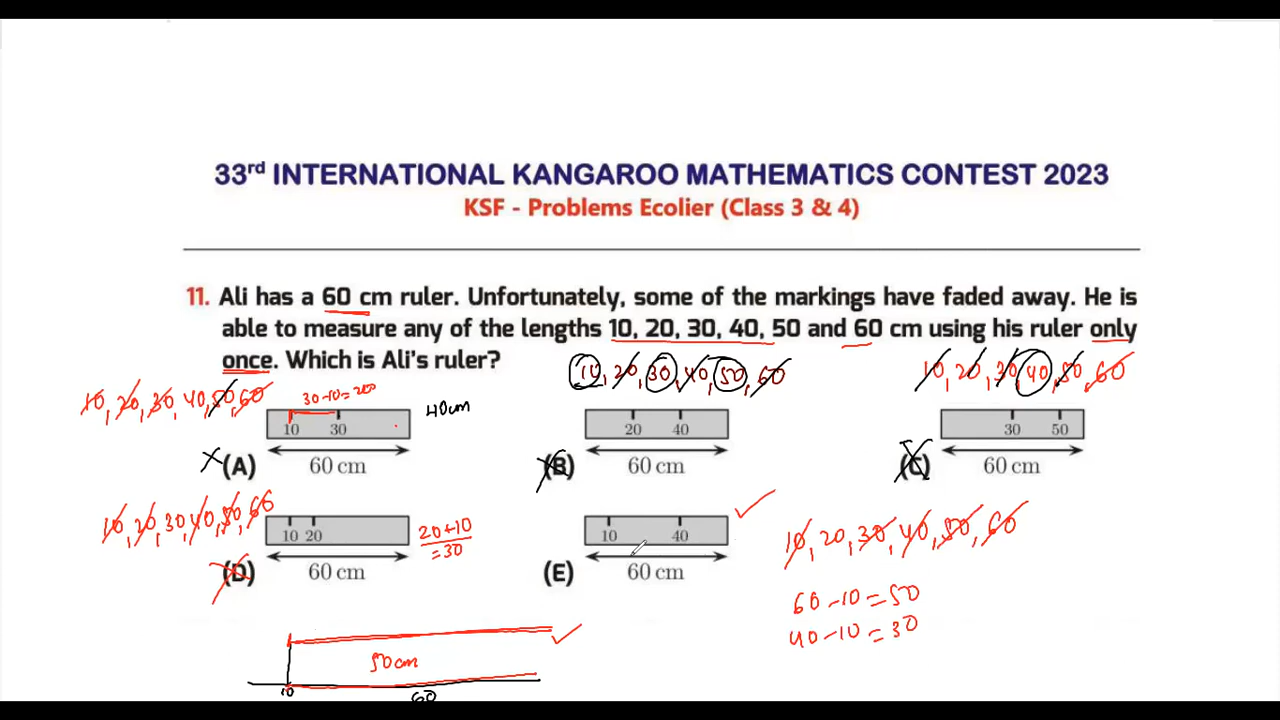 33rd INTERNATIONAL KANGAROO MATHEMATICS CONTEST 2023
KSF - Problems Ecolier (Class 3 & 4)
11. Ali has a 60 cm ruler. Unfortunately, some of the markings have faded away. He is
able to measure any of the lengths 10, 20, 30, 40, 50 and 60 cm using his ruler only
once. Which is Ali's ruler?
10, 20, 30, 40, 50, 60
10, 20, 30, 40, 50, 60
10, 20, 30, 40, 50, 60
30-10=20
40cm
10 30
20 40
30 50
(A) 60 cm
(B) 60 cm
(C) 60 cm
10, 20, 30, 40, 50, 60
10 20
20+10
=30
10 40
10, 20, 30, 40, 50, 60
(D) 60 cm
(E) 60 cm
60-10=50
40-10=30
50cm
10 60